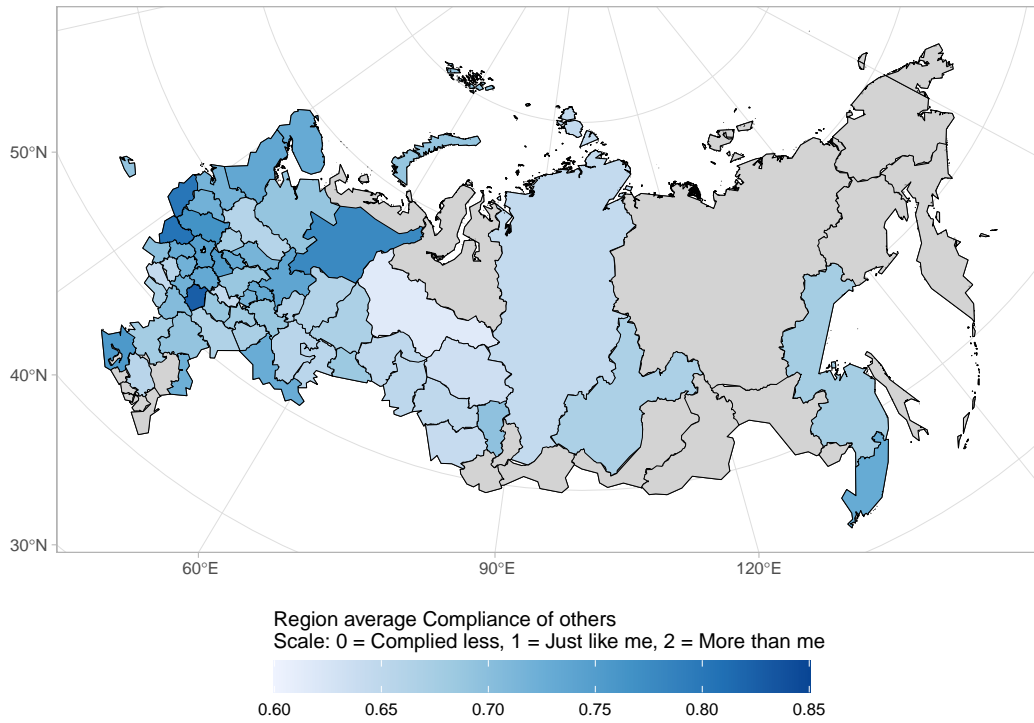 50°N
40°N
30°N
60°E
90°E
120°E
Region average Compliance of others
Scale: 0 = Complied less, 1 = Just like me, 2 = More than me
0.60
0.65
0.70
0.75
0.80
0.85